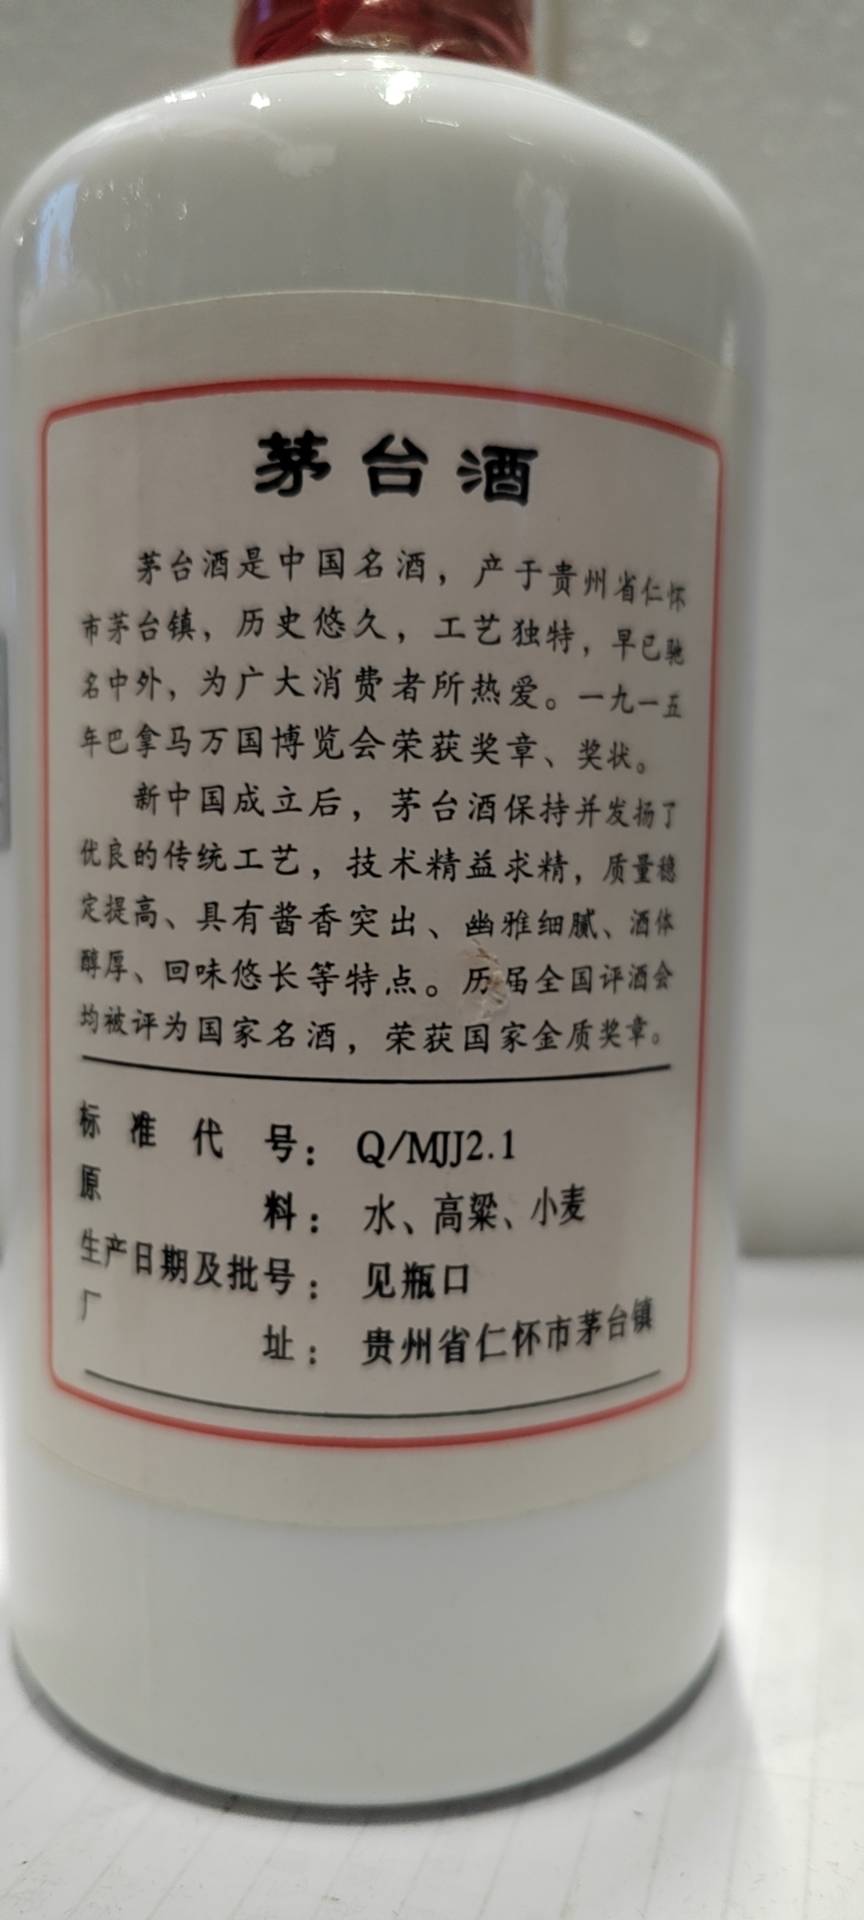 茅台酒
茅台酒是中国名酒，产于贵州省仁怀
市茅台镇，历史悠久，工艺独特，早已驰
名中外，为广大消费者所热爱。一九一五
年巴拿马万国博览会荣获奖章、奖状。
新中国成立后，茅台酒保持并发扬了
优良的传统工艺，技术精益求精，质量稳
定提高、具有酱香突出、幽雅细腻、酒体
醇厚、回味悠长等特点。历届全国评酒会
均被评为国家名酒，荣获国家金质奖章。
标准代号：Q/MJJ2.1
原料：水、高粱、小麦
生产日期及批号：见瓶口
厂址：贵州省仁怀市茅台镇